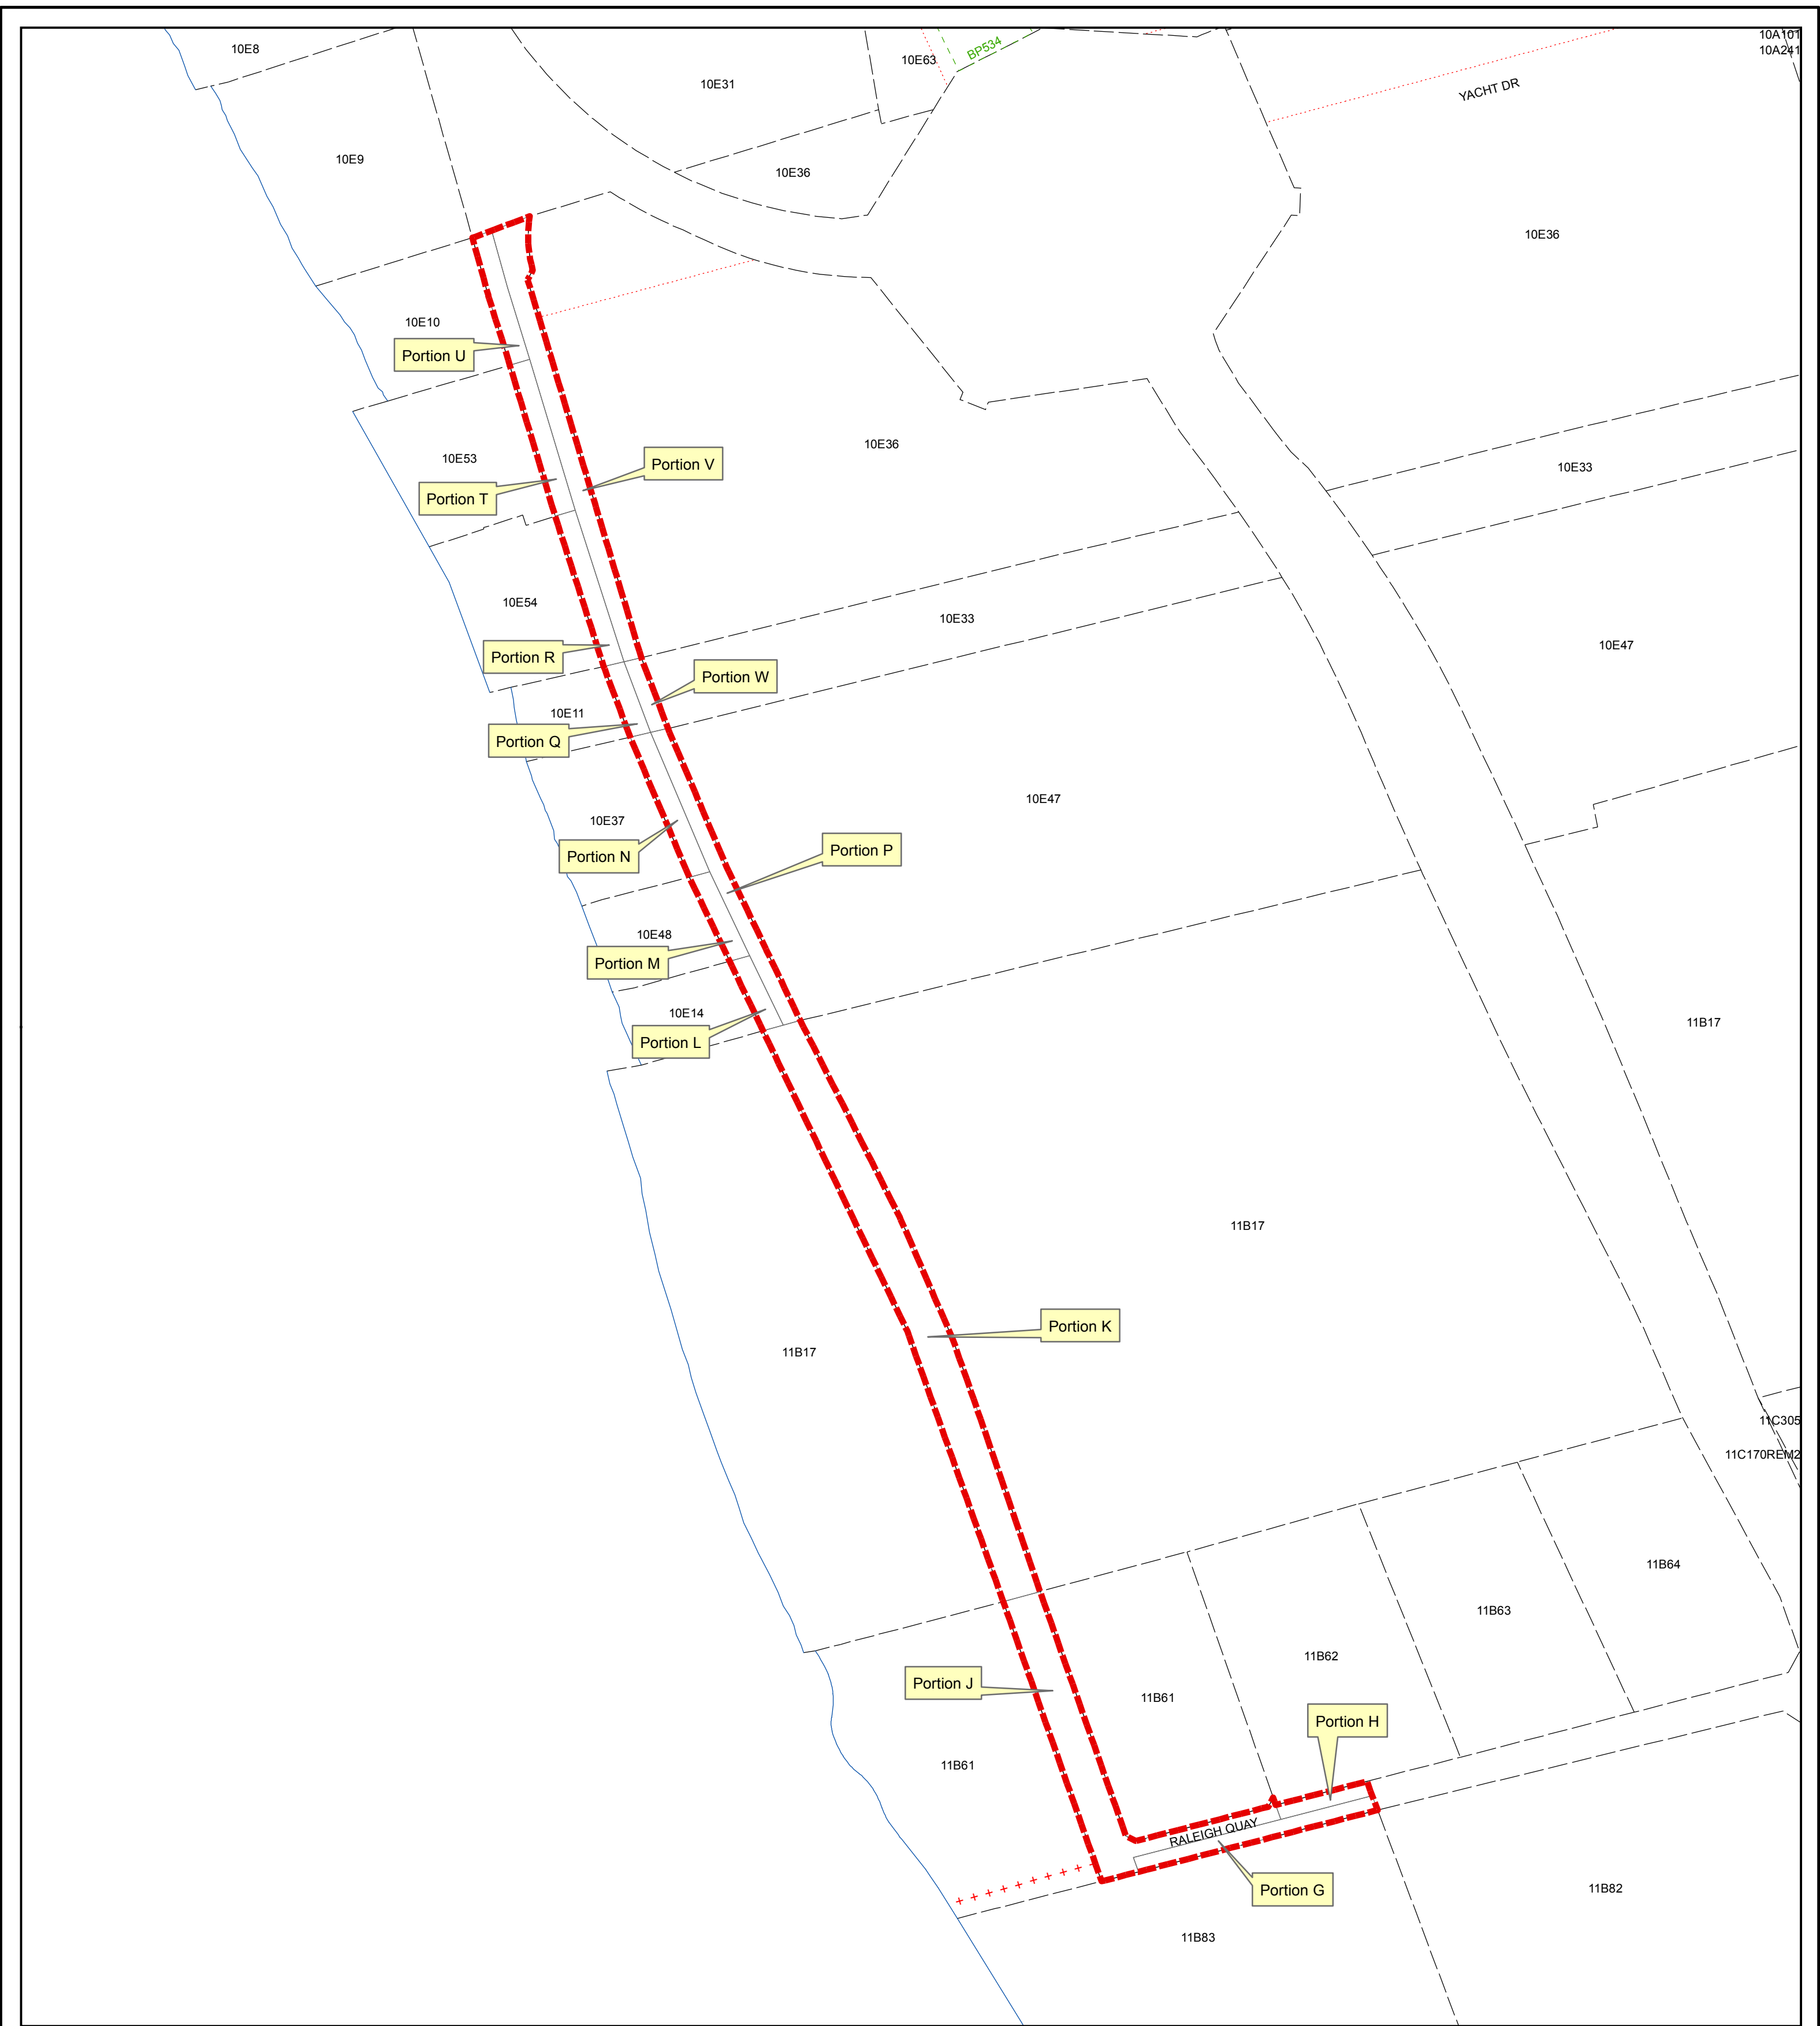 10E8
10E31
10E63
BP534
YACHT DR
10A101
10A241
10E9
10E36
10E36
10E10
Portion U
10E36
10E53
Portion V
Portion T
10E33
10E54
10E33
10E47
Portion R
Portion W
10E11
Portion Q
10E47
10E37
Portion N
Portion P
10E48
Portion M
10E14
Portion L
11B17
11B17
Portion K
11B17
11C305
11C170REM2
11B64
11B63
11B62
Portion J
11B61
Portion H
11B61
RALEIGH QUAY
Portion G
11B82
11B83